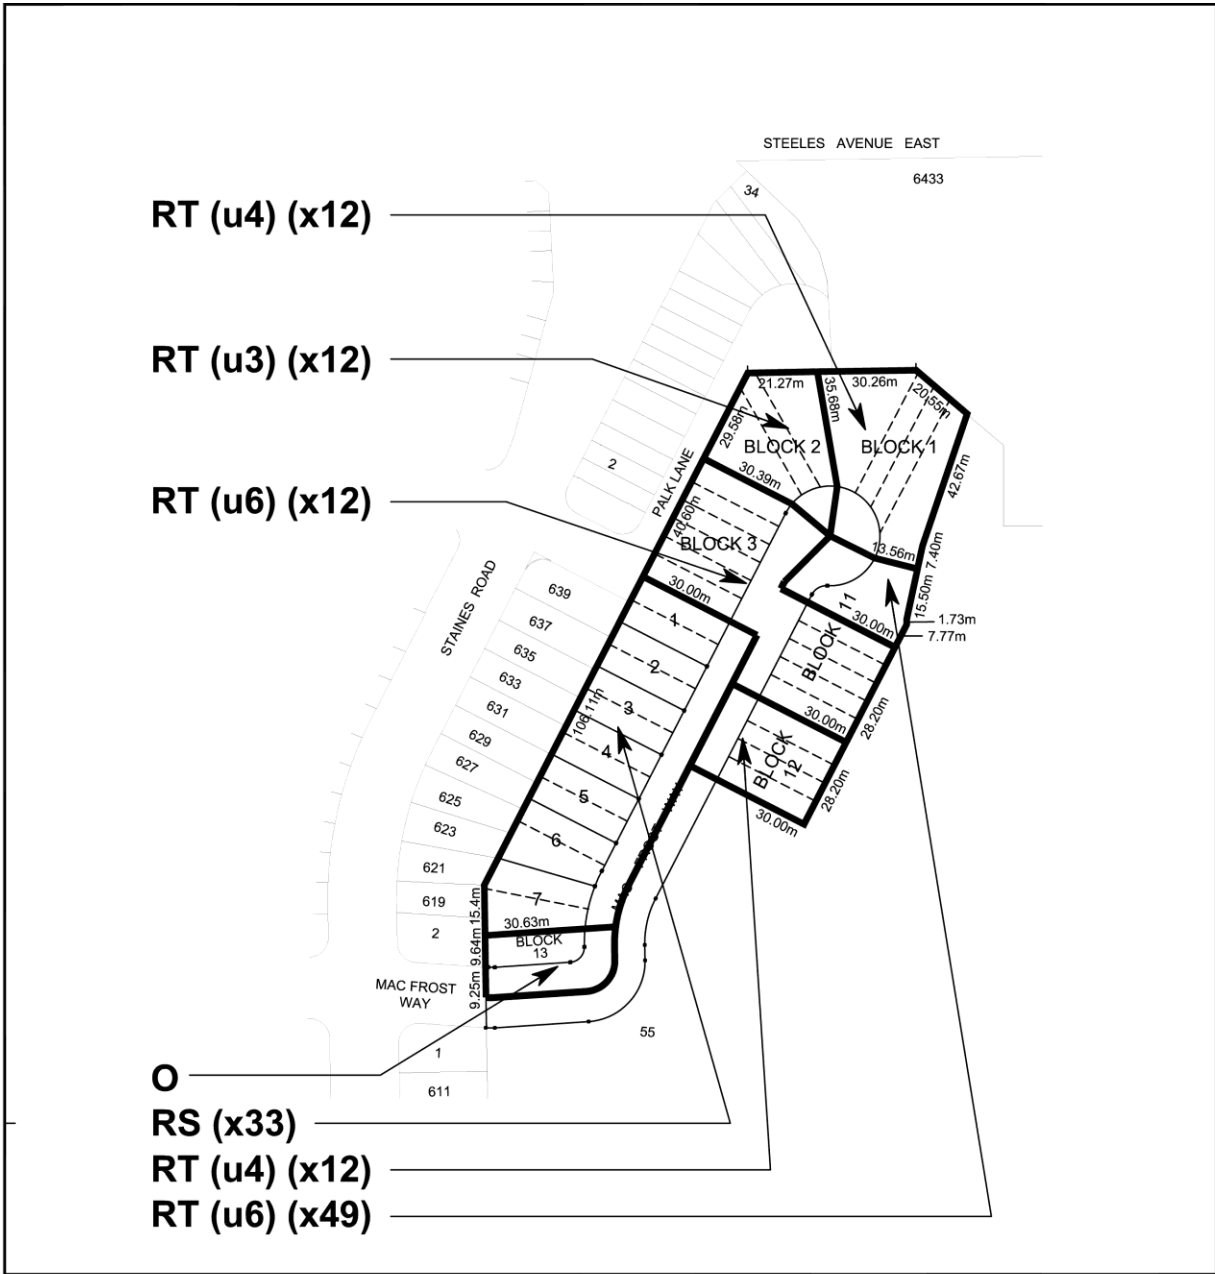 STEELES AVENUE EAST
6433
34
RT (u4) (x12)
RT (u3) (x12)
21.27m
30.26m
35.68m
20.55m
29.58m
BLOCK 2
BLOCK 1
42.67m
2
30.39m
PALK LANE
RT (u6) (x12)
40.60m
BLOCK 3
13.56m
7.40m
30.00m
15.50m
STAINES ROAD
639
637
635
633
631
629
627
625
623
621
619
2
1
2
3
4
5
6
7
106.11m
BLOCK 11
30.00m
1.73m
7.77m
30.00m
28.20m
BLOCK
12
28.20m
30.00m
MAC FROST WAY
15.4m
30.63m
9.64m
BLOCK
13
9.25m
MAC FROST
WAY
55
1
611
O
RS (x33)
RT (u4) (x12)
RT (u6) (x49)